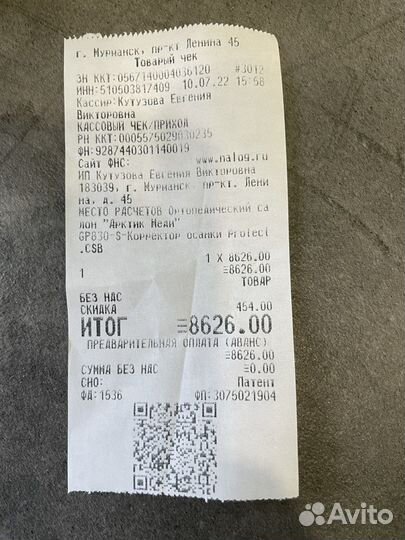 г. Мурманск, пр-кт Ленина 45
Товарый чек
ЗН ККТ:0567140004036120 #3012
ИНН:510503817409 10.07.22 15:58
Кассир:Кутузова Евгения
Викторовна
КАССОВЫЙ ЧЕК/ПРИХОД
РН ККТ:0005575029030235
ФН:9287440301140019
Сайт ФНС: www.nalog.ru
ИП Кутузова Евгения Викторовна
183039, г. Мурманск, пр-кт. Лени
на, д. 45
МЕСТО РАСЧЕТОВ Ортопедический са
лон "Арктик Меди"
GP830-S-Корректор осанки Protect
.CSB
1 X 8626.00
1 ≡8626.00
ТОВАР
БЕЗ НДС
СКИДКА 454.00
ИТОГ ≡8626.00
ПРЕДВАРИТЕЛЬНАЯ ОПЛАТА (АВАНС)
≡8626.00
СУММА БЕЗ НДС ≡0.00
СНО: Патент
ФД:1536 ФП:3075021904
Avito